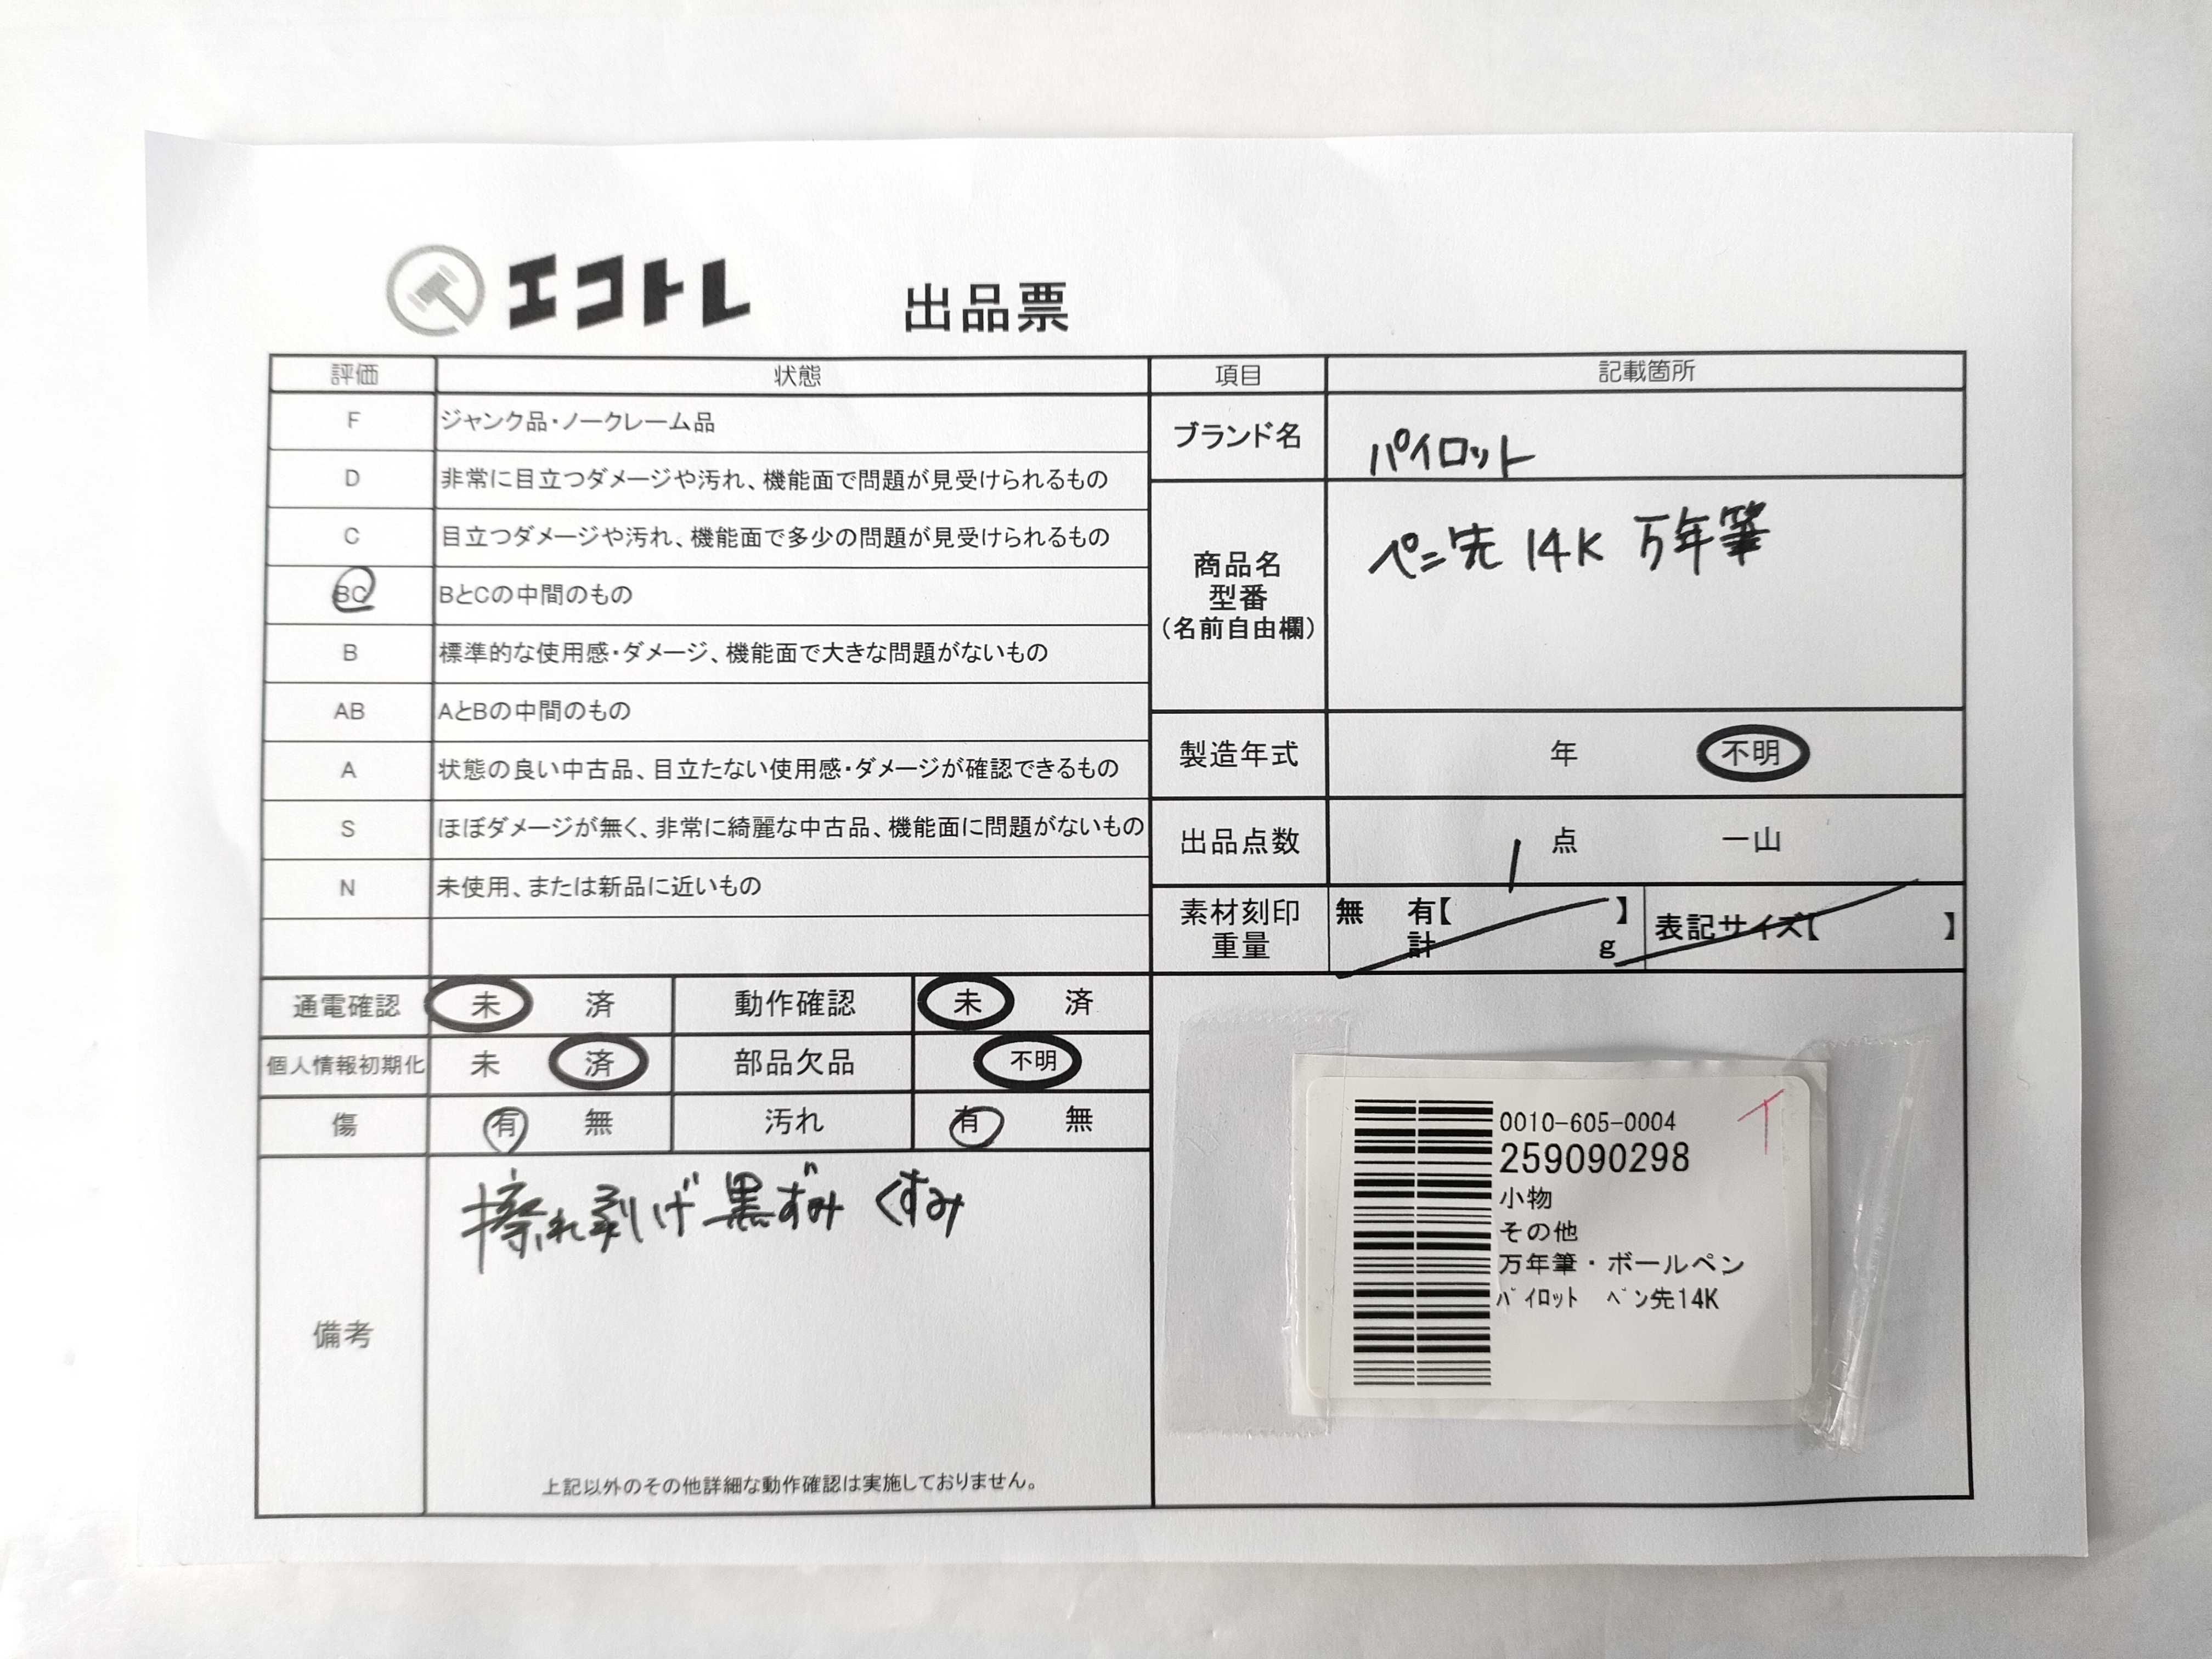 エコトレ 出品票
評価 状態 項目 記載箇所
F ジャンク品・ノークレーム品
D 非常に目立つダメージや汚れ、機能面で問題が見受けられるもの
C 目立つダメージや汚れ、機能面で多少の問題が見受けられるもの
BC BとCの中間のもの
B 標準的な使用感・ダメージ、機能面で大きな問題がないもの
AB AとBの中間のもの
A 状態の良い中古品、目立たない使用感・ダメージが確認できるもの
S ほぼダメージが無く、非常に綺麗な中古品、機能面に問題がないもの
N 未使用、または新品に近いもの
ブランド名 パイロット
商品名 ペン先 14K 万年筆
型番
(名前自由欄)
製造年式 年 不明
出品点数 1 点 一山
素材刻印 無 有【 】 表記サイズ【 】
重量 計 g
通電確認 未 済 動作確認 未 済
個人情報初期化 未 済 部品欠品 不明
傷 有 無 汚れ 有 無
備考 擦れ剥げ 黒ずみ くすみ
上記以外のその他詳細な動作確認は実施しておりません。
0010-605-0004
259090298
小物
その他
万年筆・ボールペン
パイロット ペン先14K
イ